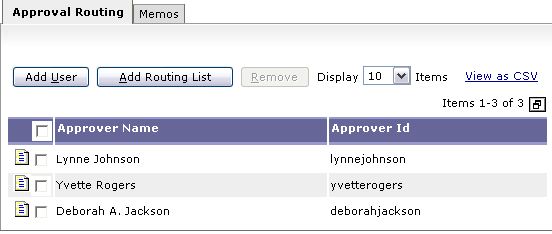 Approval Routing Memos
Add User Add Routing List Remove Display 10 Items View as CSV
Items 1-3 of 3
Approver Name Approver Id
Lynne Johnson lynnejohnson
Yvette Rogers yvetterogers
Deborah A. Jackson deborahjackson